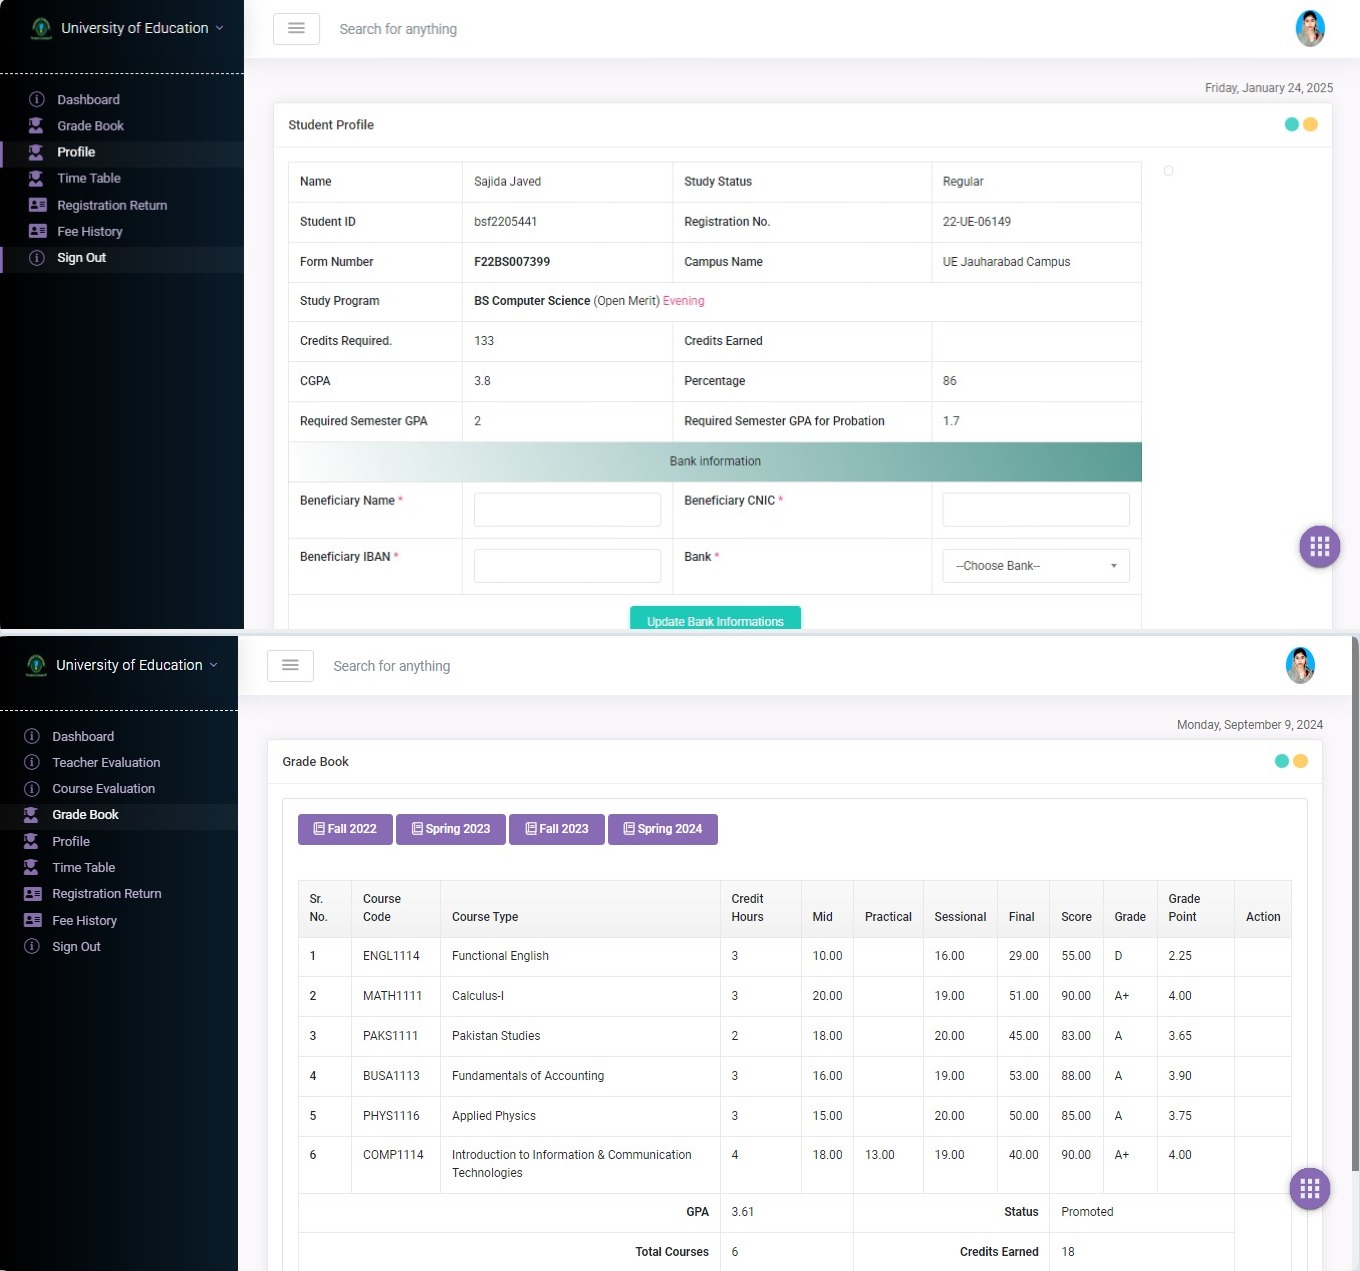 University of Education
Search for anything
Friday, January 24, 2025
Dashboard
Grade Book
Profile
Time Table
Registration Return
Fee History
Sign Out
Student Profile
Name Sajida Javed Study Status Regular
Student ID bsf2205441 Registration No. 22-UE-06149
Form Number F22BS007399 Campus Name UE Jauharabad Campus
Study Program BS Computer Science (Open Merit) Evening
Credits Required. 133 Credits Earned
CGPA 3.8 Percentage 86
Required Semester GPA 2 Required Semester GPA for Probation 1.7
Bank information
Beneficiary Name * Beneficiary CNIC *
Beneficiary IBAN * Bank * --Choose Bank--
Update Bank Informations
University of Education
Search for anything
Monday, September 9, 2024
Dashboard
Teacher Evaluation
Course Evaluation
Grade Book
Profile
Time Table
Registration Return
Fee History
Sign Out
Grade Book
Fall 2022 Spring 2023 Fall 2023 Spring 2024
Sr. No. Course Code Course Type Credit Hours Mid Practical Sessional Final Score Grade Grade Point Action
1 ENGL1114 Functional English 3 10.00 16.00 29.00 55.00 D 2.25
2 MATH1111 Calculus-I 3 20.00 19.00 51.00 90.00 A+ 4.00
3 PAKS1111 Pakistan Studies 2 18.00 20.00 45.00 83.00 A 3.65
4 BUSA1113 Fundamentals of Accounting 3 16.00 19.00 53.00 88.00 A 3.90
5 PHYS1116 Applied Physics 3 15.00 20.00 50.00 85.00 A 3.75
6 COMP1114 Introduction to Information & Communication Technologies 4 18.00 13.00 19.00 40.00 90.00 A+ 4.00
GPA 3.61 Status Promoted
Total Courses 6 Credits Earned 18